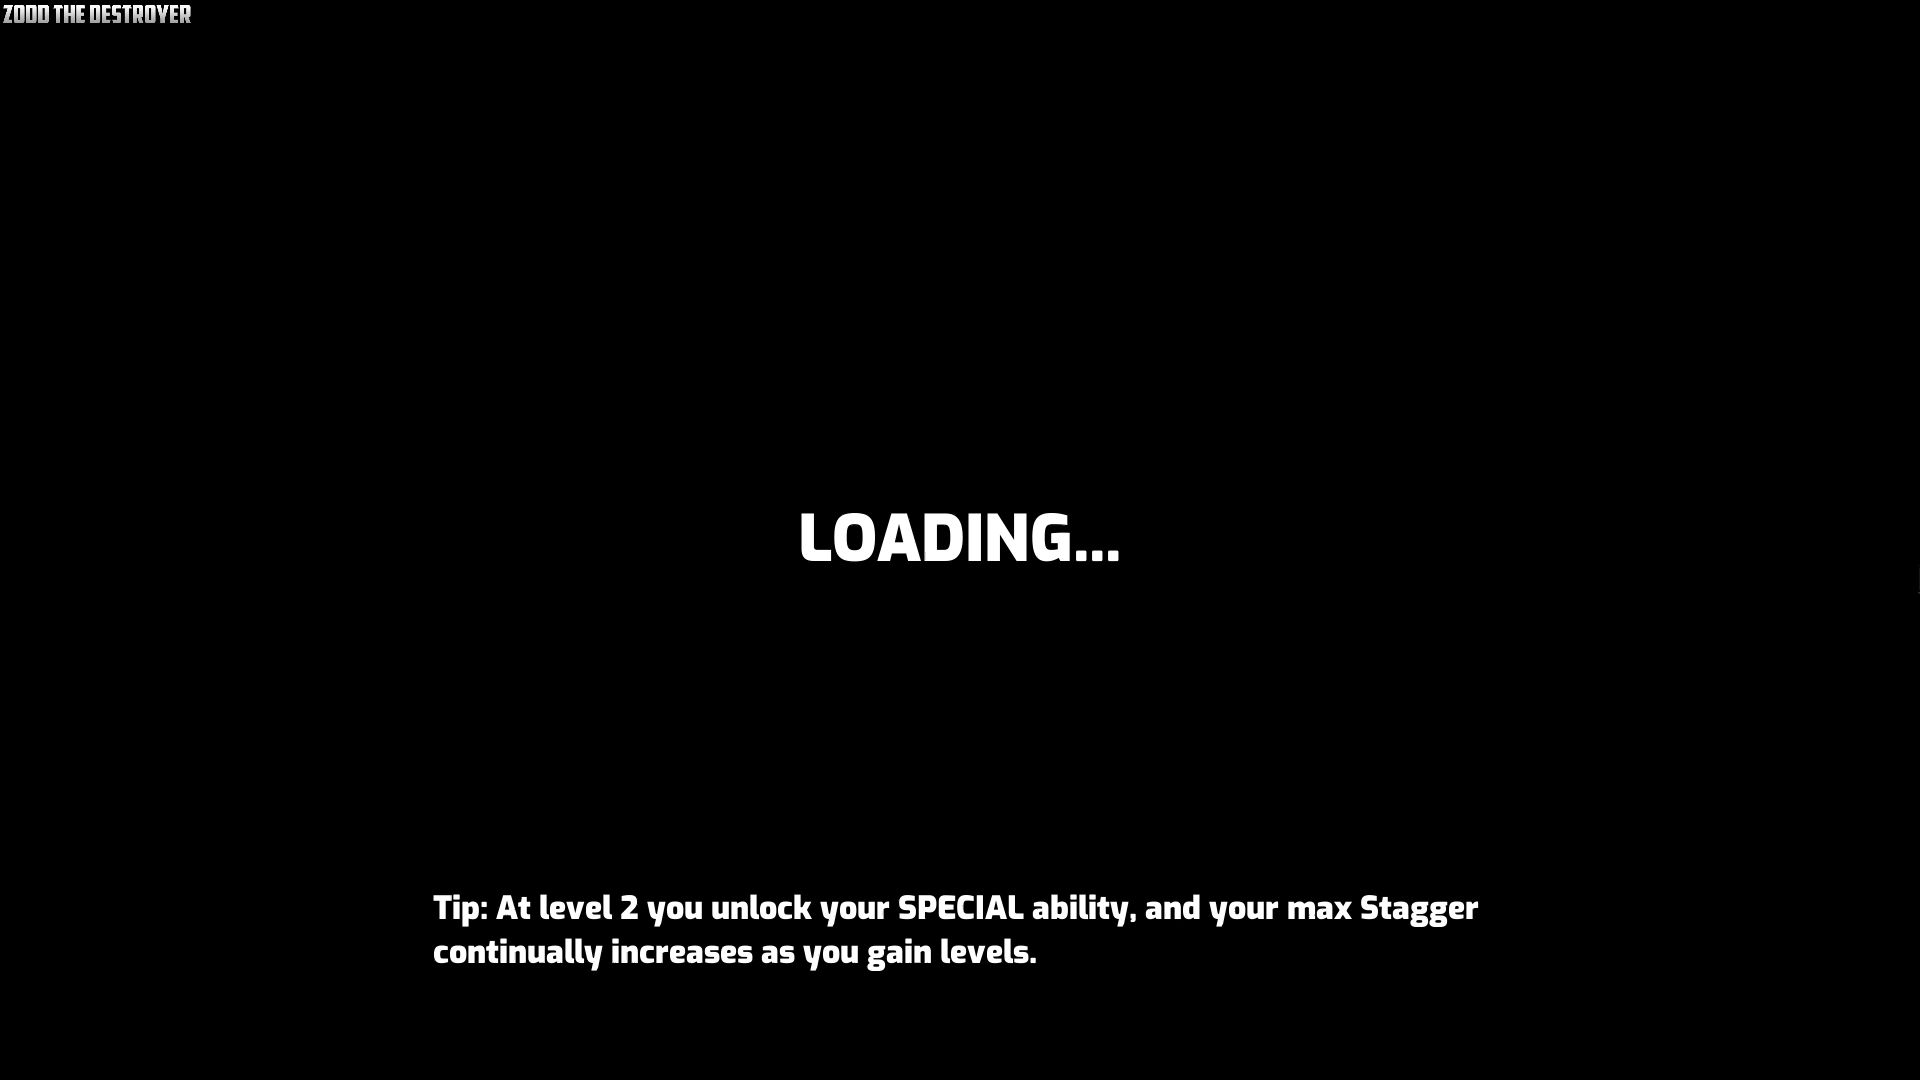 ZODD THE DESTROYER
LOADING...
Tip: At level 2 you unlock your SPECIAL ability, and your max Stagger
continually increases as you gain levels.